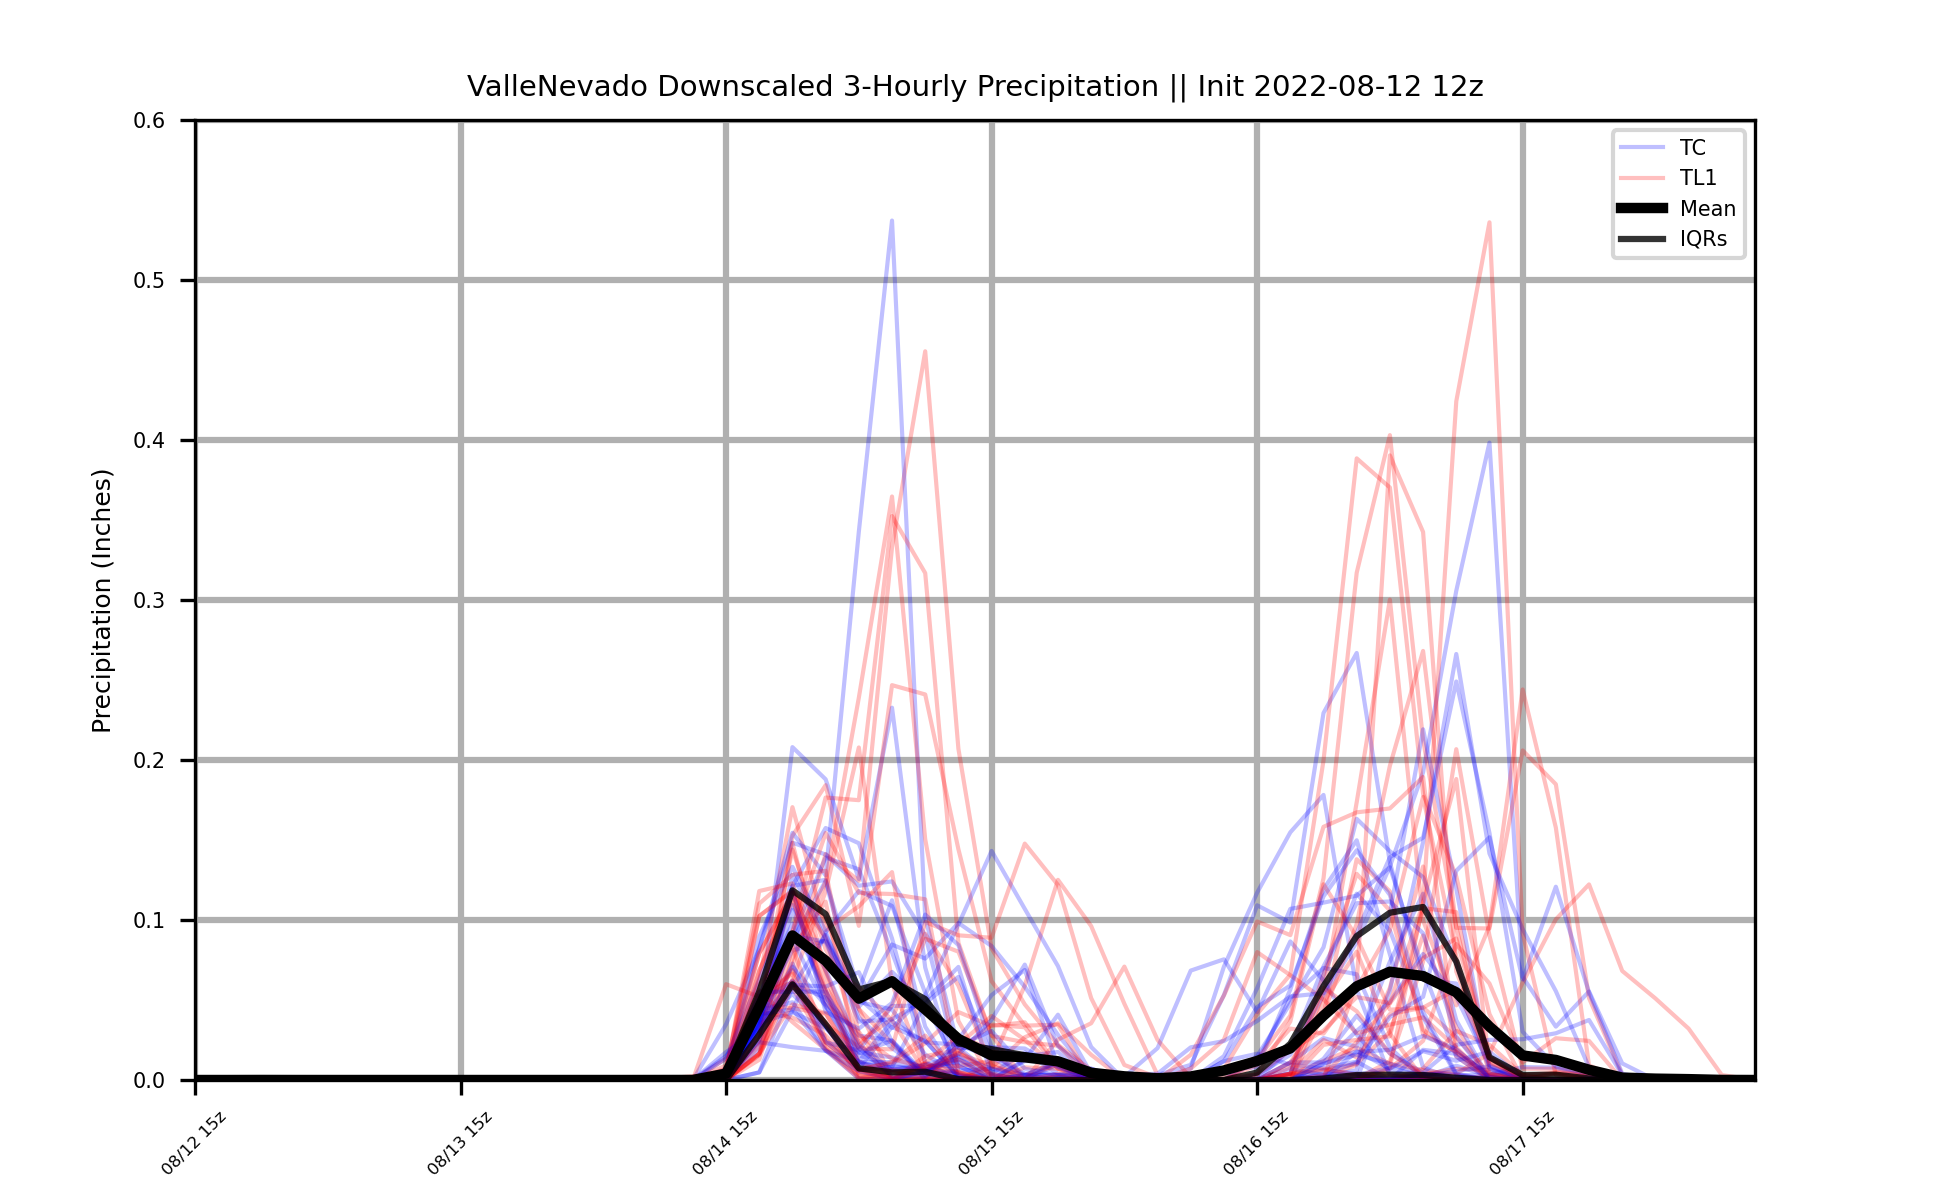 ValleNevado Downscaled 3-Hourly Precipitation || Init 2022-08-12 12z
TC
TL1
Mean
IQRs
Precipitation (Inches)
0.6
0.5
0.4
0.3
0.2
0.1
0.0
08/12 15z
08/13 15z
08/14 15z
08/15 15z
08/16 15z
08/17 15z